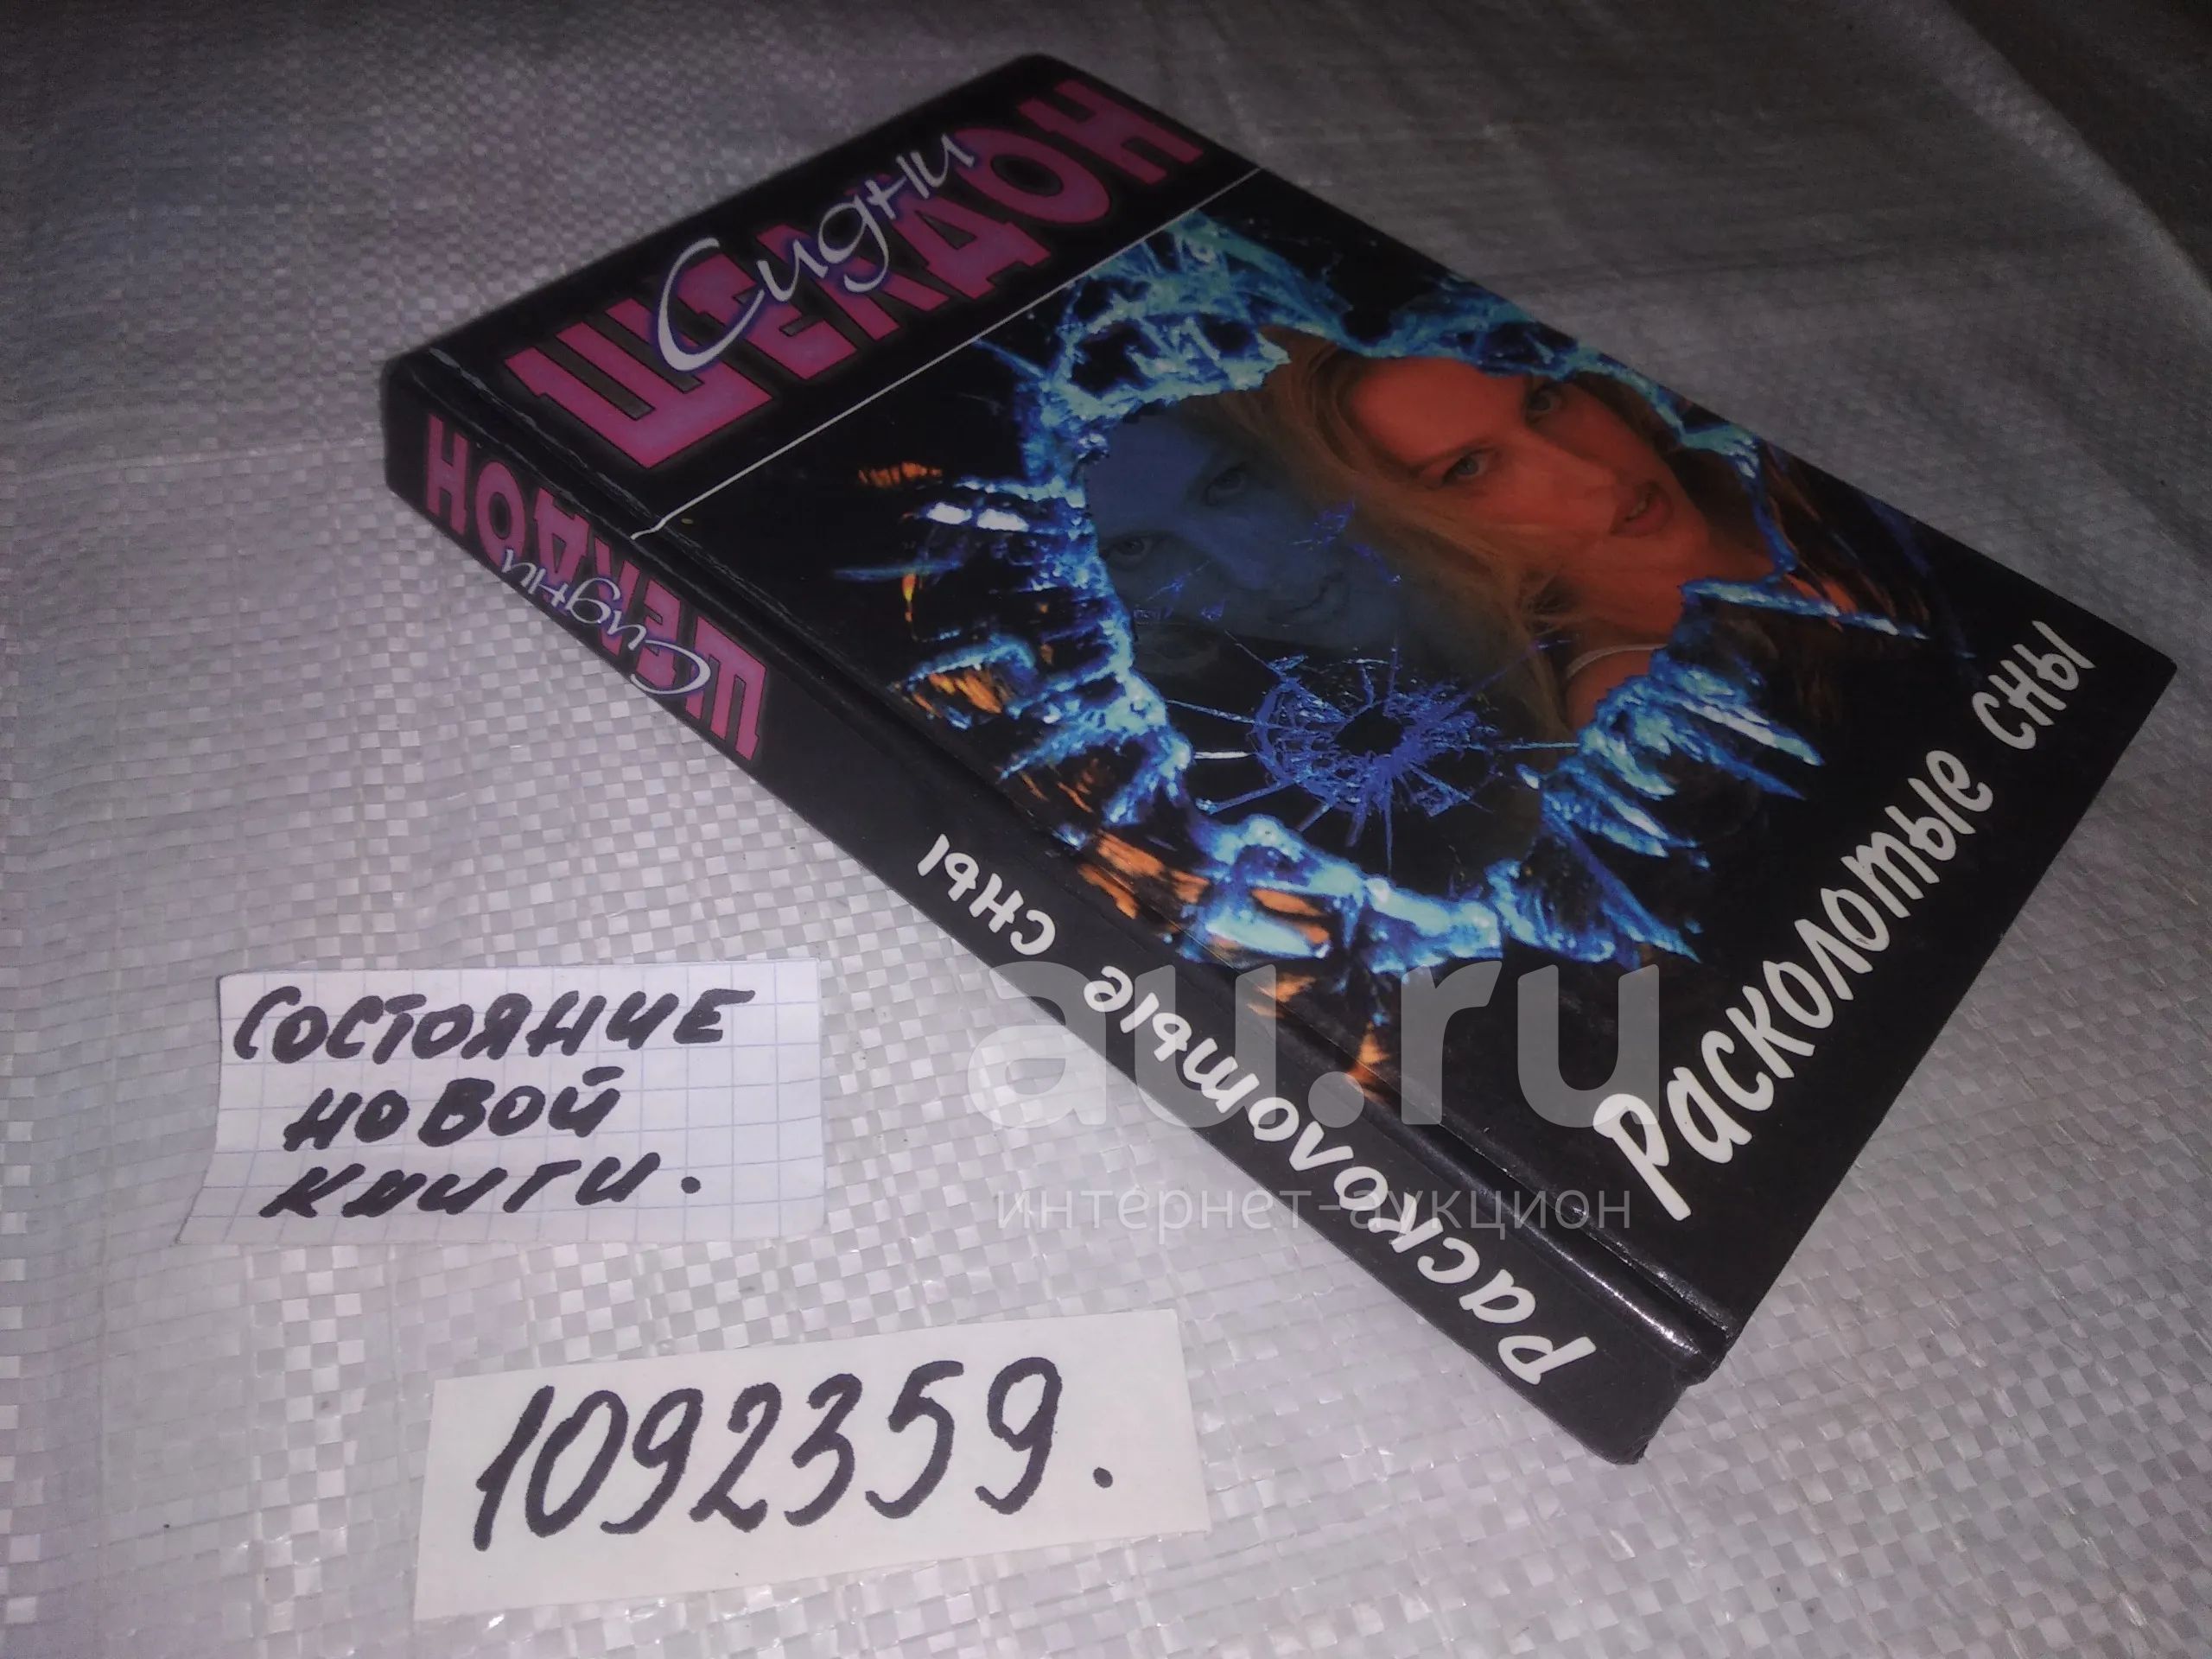 Сидни
ШЕЛДОН
Расколотые сны
Сидни
ШЕЛДОН
Расколотые сны
au.ru
интернет-аукцион
СОСТОЯНИЕ
НОВОЙ
КНИГИ.
1092359.